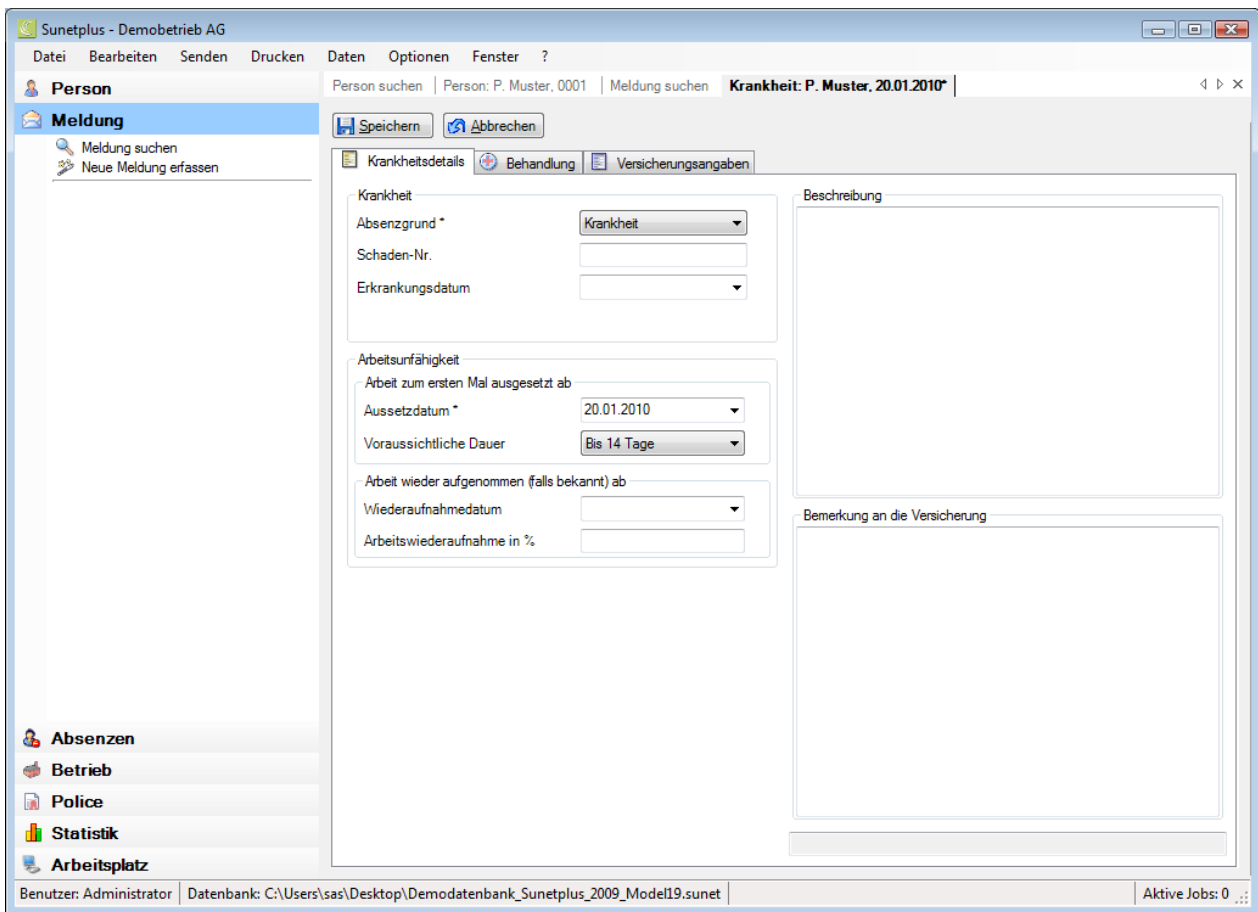 Sunetplus - Demobetrieb AG
Datei Bearbeiten Senden Drucken Daten Optionen Fenster ?
Person
Meldung
Meldung suchen
Neue Meldung erfassen
Absenzen
Betrieb
Police
Statistik
Arbeitsplatz
Person suchen Person: P. Muster, 0001 Meldung suchen Krankheit: P. Muster, 20.01.2010*
Speichern Abbrechen
Krankheitsdetails Behandlung Versicherungsangaben
Krankheit
Absenzgrund * Krankheit
Schaden-Nr.
Erkrankungsdatum
Arbeitsunfähigkeit
Arbeit zum ersten Mal ausgesetzt ab
Aussetzdatum * 20.01.2010
Voraussichtliche Dauer Bis 14 Tage
Arbeit wieder aufgenommen (falls bekannt) ab
Wiederaufnahmedatum
Arbeitswiederaufnahme in %
Beschreibung
Bemerkung an die Versicherung
Benutzer: Administrator Datenbank: C:\Users\sas\Desktop\Demodatenbank_Sunetplus_2009_Model19.sunet Aktive Jobs: 0